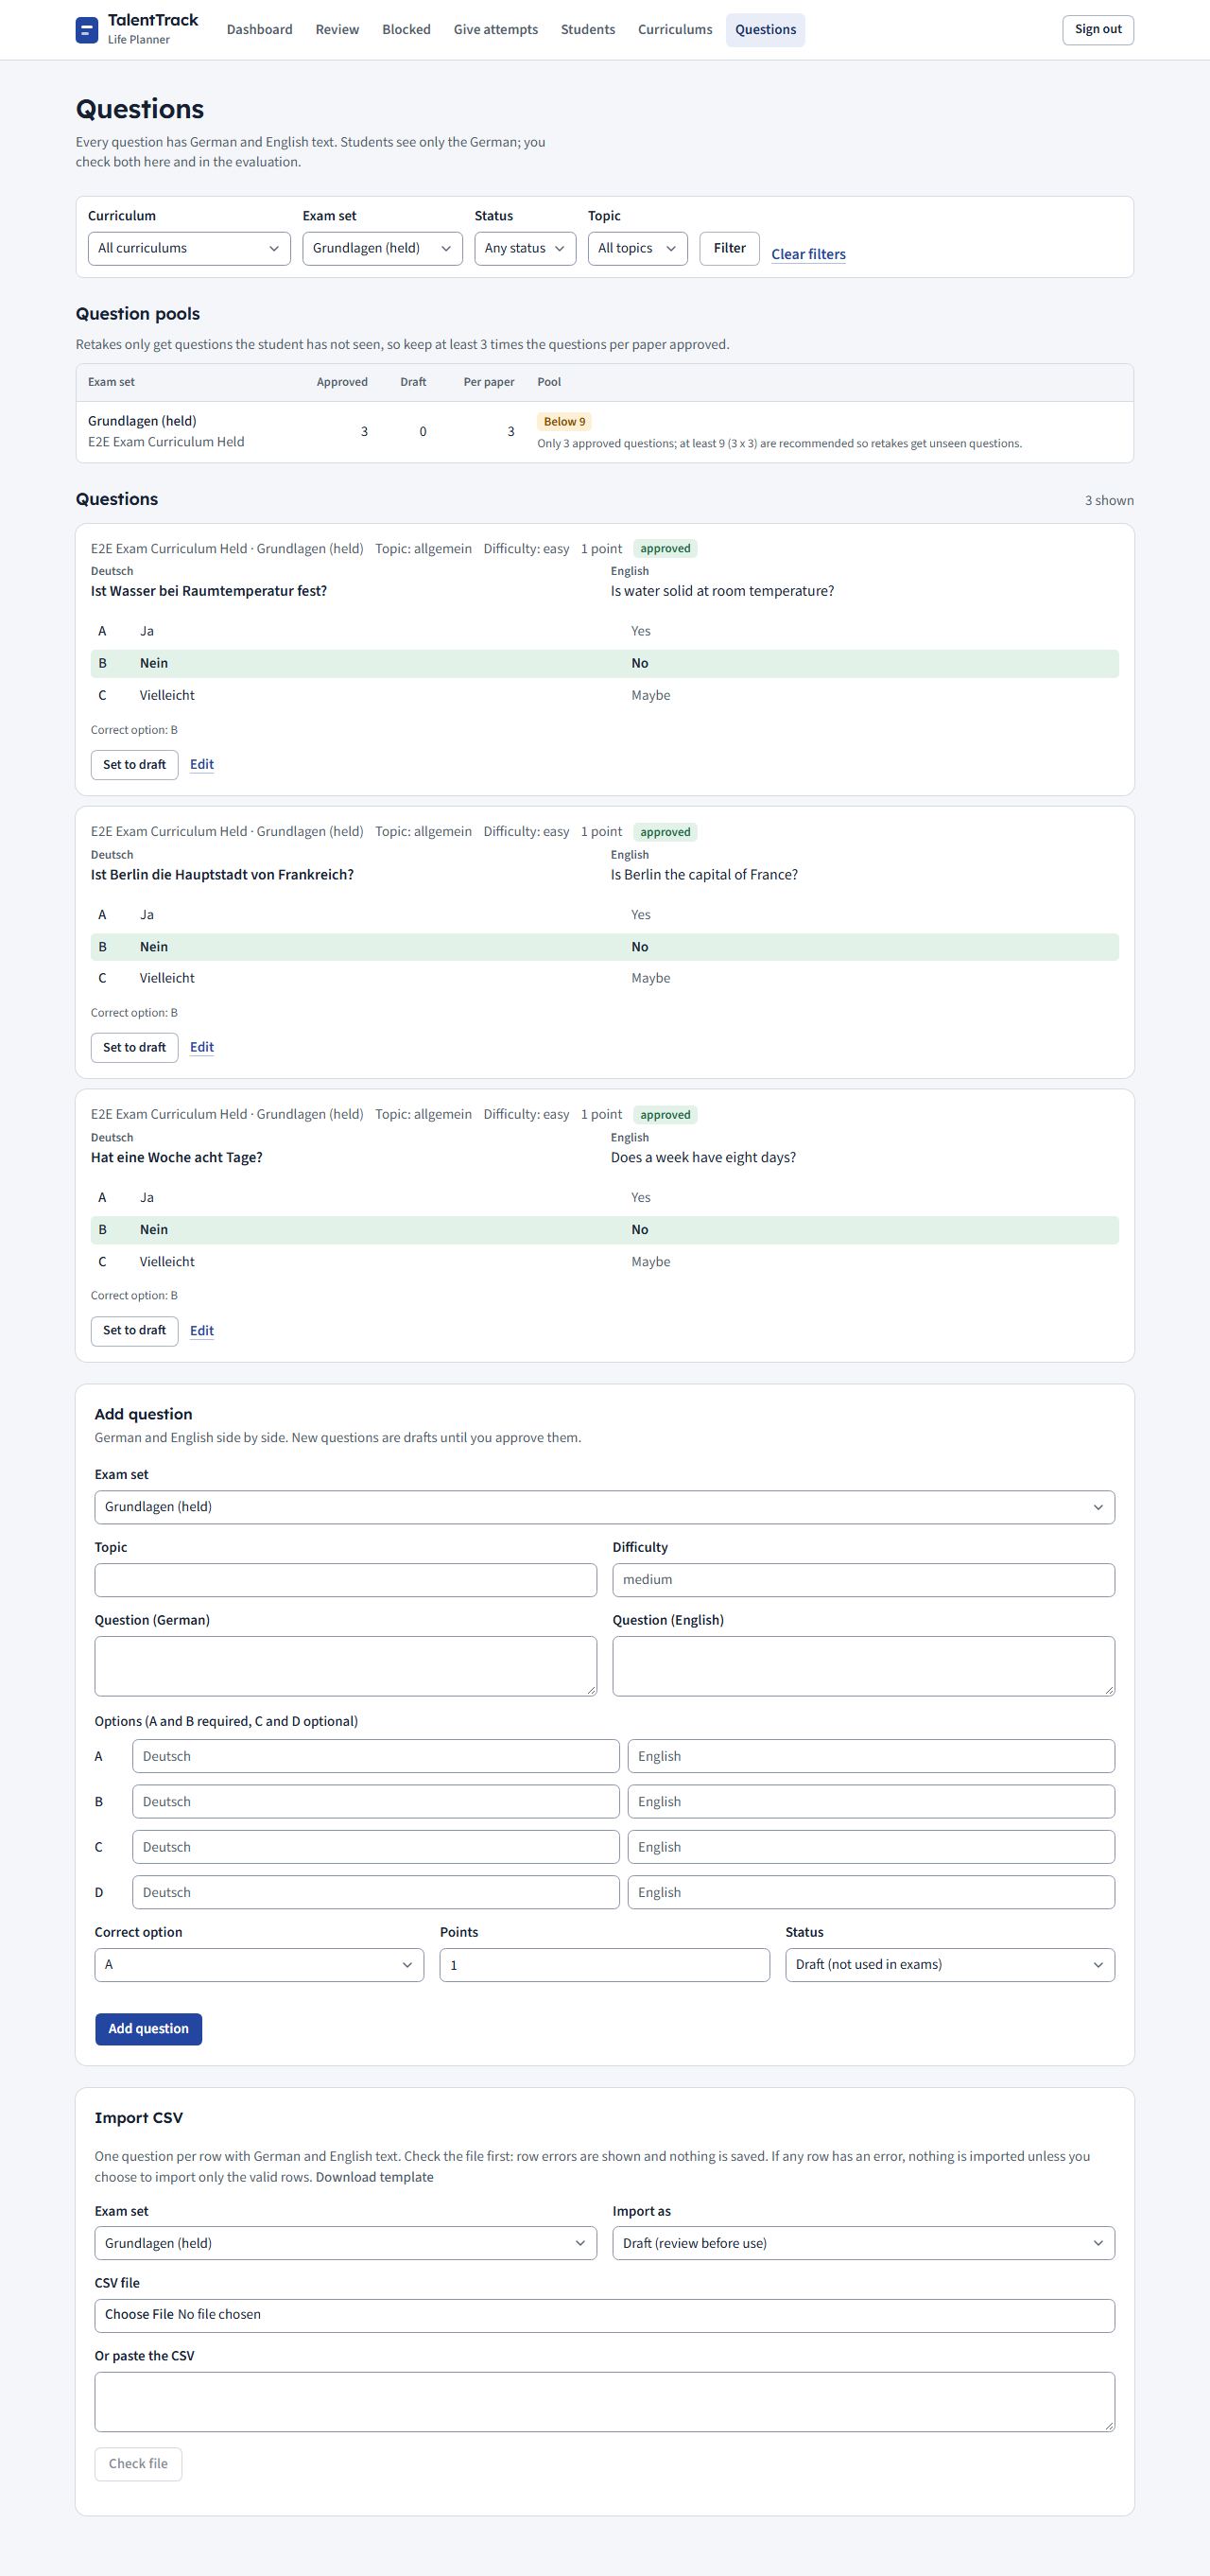 TalentTrack
Life Planner
Dashboard Review Blocked Give attempts Students Curriculums Questions
Sign out
Questions
Every question has German and English text. Students see only the German; you
check both here and in the evaluation.
Curriculum Exam set Status Topic
All curriculums Grundlagen (held) Any status All topics Filter Clear filters
Question pools
Retakes only get questions the student has not seen, so keep at least 3 times the questions per paper approved.
Exam set Approved Draft Per paper Pool
Grundlagen (held)
E2E Exam Curriculum Held
3 0 3
Below 9
Only 3 approved questions; at least 9 (3 x 3) are recommended so retakes get unseen questions.
Questions
3 shown
E2E Exam Curriculum Held · Grundlagen (held) Topic: allgemein Difficulty: easy 1 point approved
Deutsch English
Ist Wasser bei Raumtemperatur fest? Is water solid at room temperature?
A Ja Yes
B Nein No
C Vielleicht Maybe
Correct option: B
Set to draft Edit
E2E Exam Curriculum Held · Grundlagen (held) Topic: allgemein Difficulty: easy 1 point approved
Deutsch English
Ist Berlin die Hauptstadt von Frankreich? Is Berlin the capital of France?
A Ja Yes
B Nein No
C Vielleicht Maybe
Correct option: B
Set to draft Edit
E2E Exam Curriculum Held · Grundlagen (held) Topic: allgemein Difficulty: easy 1 point approved
Deutsch English
Hat eine Woche acht Tage? Does a week have eight days?
A Ja Yes
B Nein No
C Vielleicht Maybe
Correct option: B
Set to draft Edit
Add question
German and English side by side. New questions are drafts until you approve them.
Exam set
Grundlagen (held)
Topic Difficulty
medium
Question (German) Question (English)
Options (A and B required, C and D optional)
A Deutsch English
B Deutsch English
C Deutsch English
D Deutsch English
Correct option Points Status
A 1 Draft (not used in exams)
Add question
Import CSV
One question per row with German and English text. Check the file first: row errors are shown and nothing is saved. If any row has an error, nothing is imported unless you
choose to import only the valid rows. Download template
Exam set Import as
Grundlagen (held) Draft (review before use)
CSV file
Choose File No file chosen
Or paste the CSV
Check file